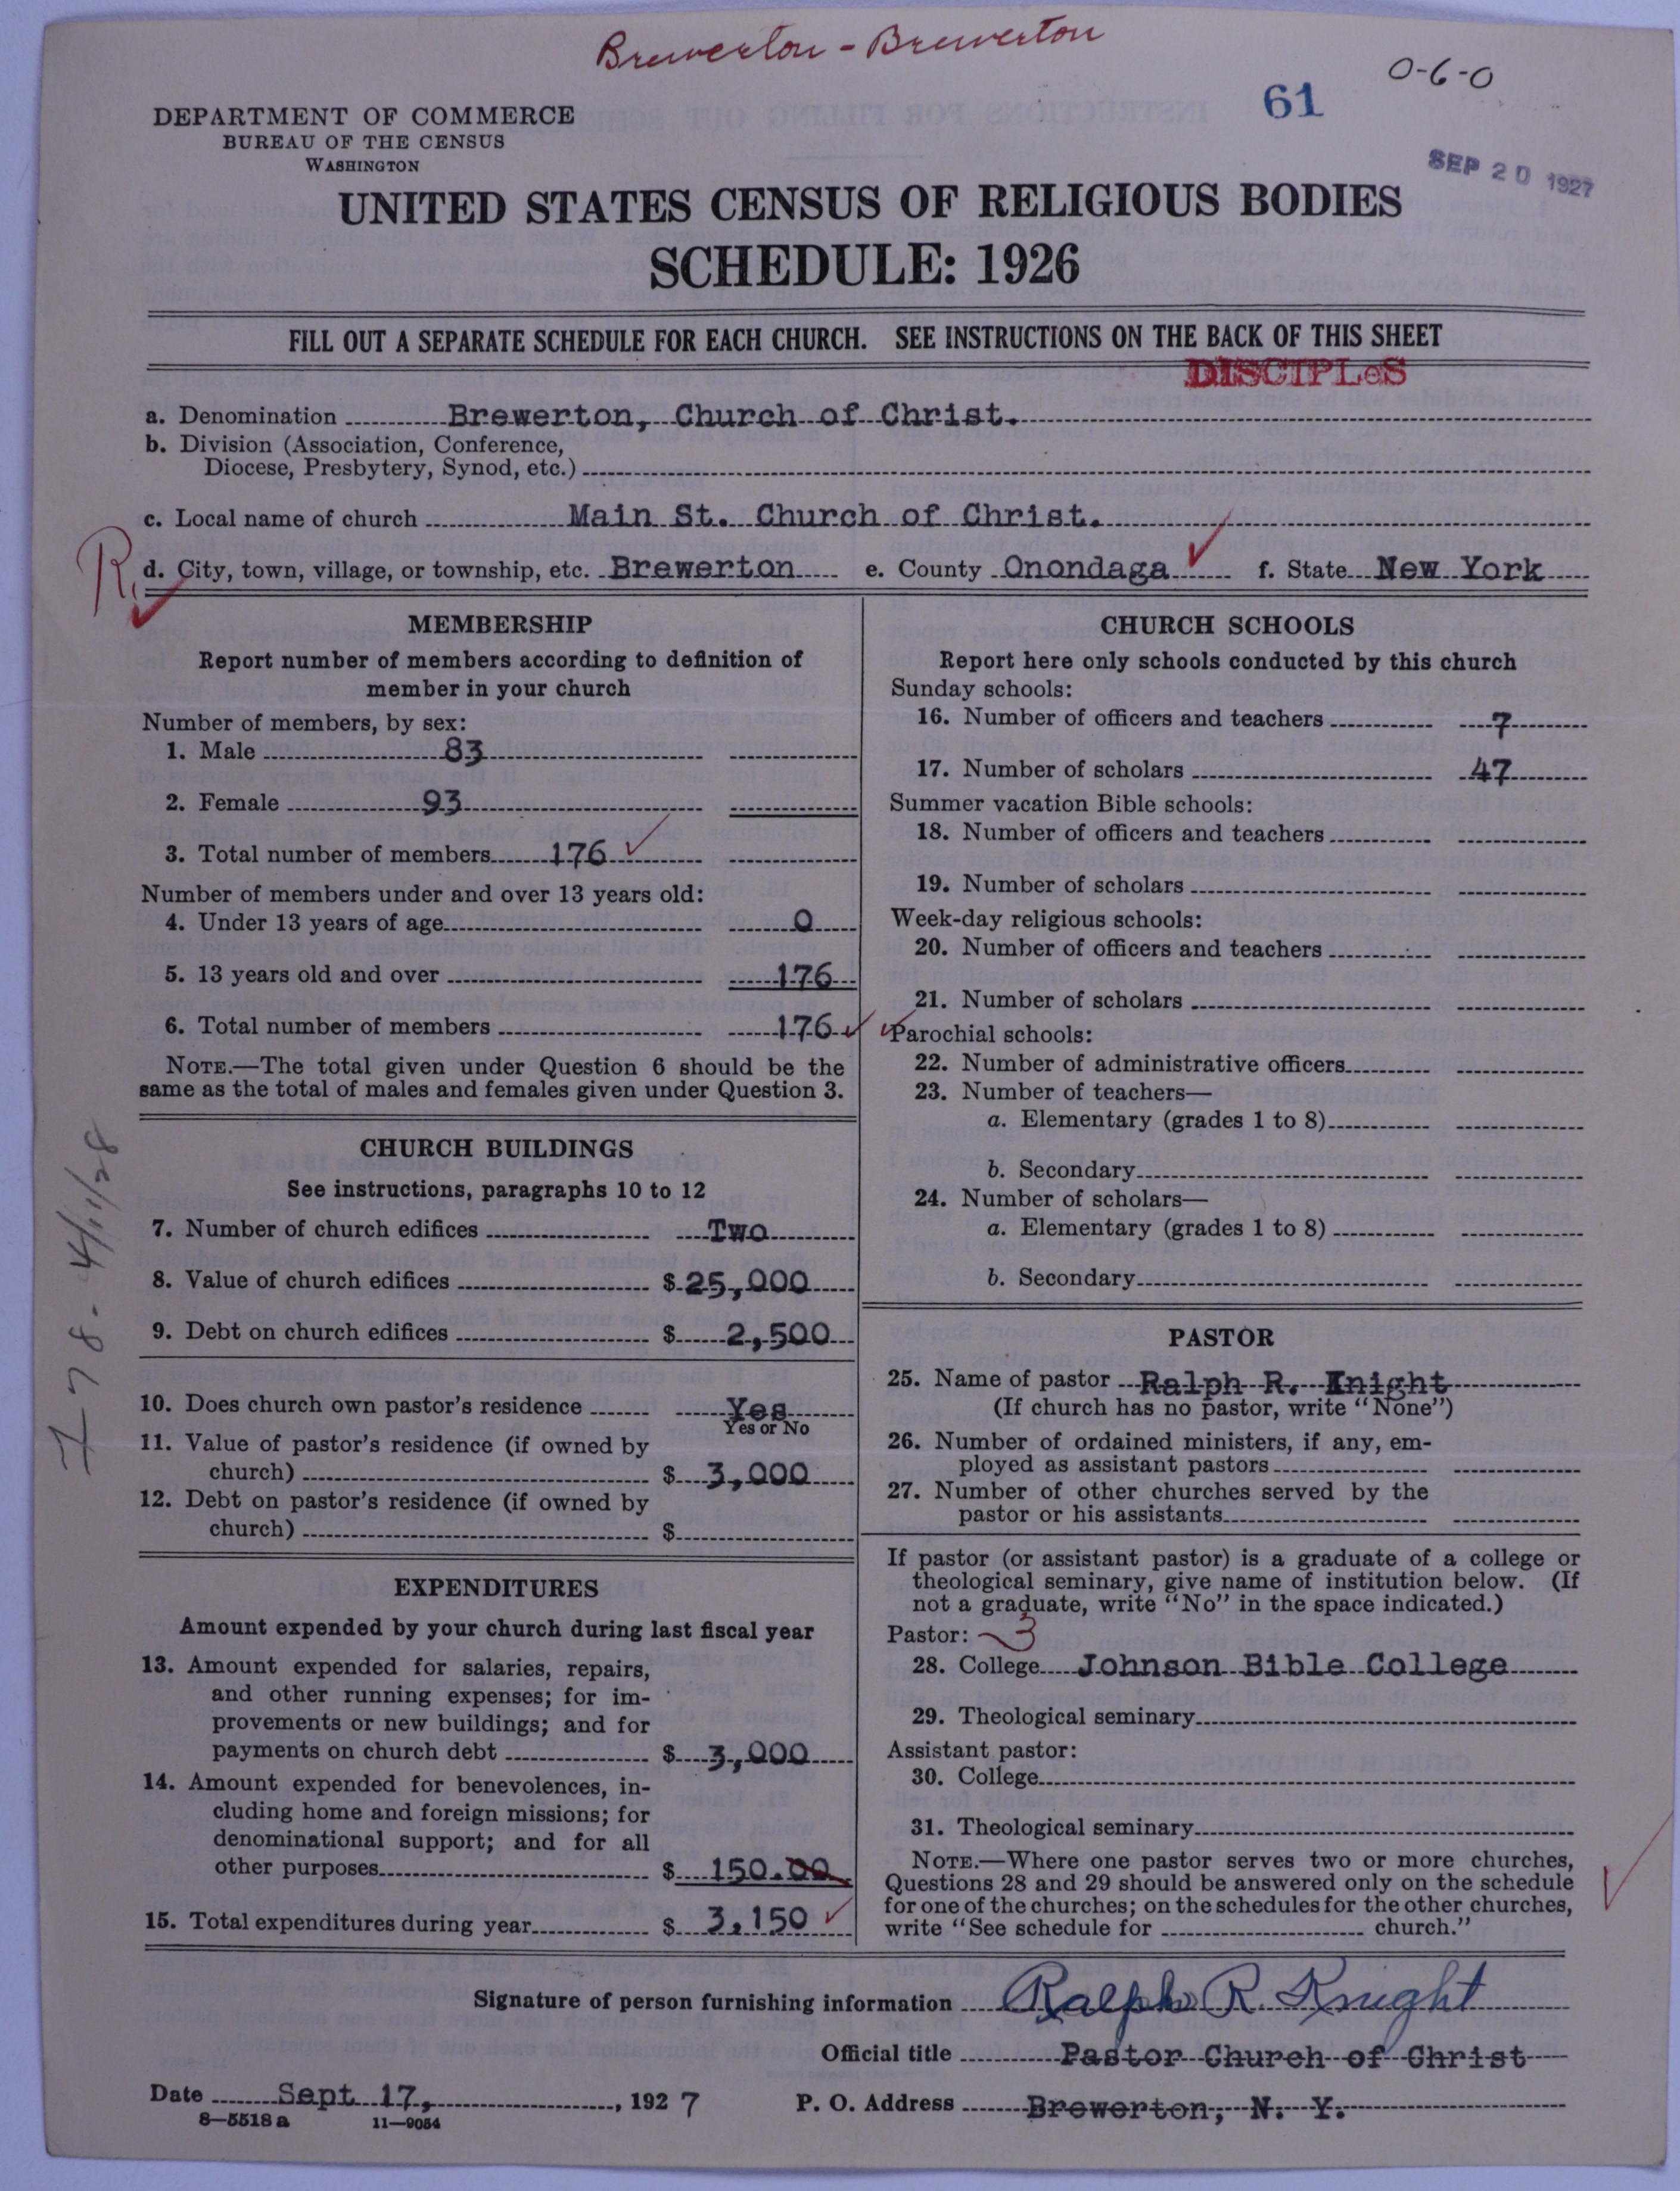 Brewerton - Brewerton
0-6-0
61
SEP 20 1927
DEPARTMENT OF COMMERCE
BUREAU OF THE CENSUS
WASHINGTON
UNITED STATES CENSUS OF RELIGIOUS BODIES
SCHEDULE: 1926
FILL OUT A SEPARATE SCHEDULE FOR EACH CHURCH. SEE INSTRUCTIONS ON THE BACK OF THIS SHEET
DISCIPLeS
a. Denomination Brewerton, Church of Christ.
b. Division (Association, Conference,
Diocese, Presbytery, Synod, etc.)
c. Local name of church Main St. Church of Christ.
R.
d. City, town, village, or township, etc. Brewerton e. County Onondaga f. State New York
MEMBERSHIP
Report number of members according to definition of
member in your church
Number of members, by sex:
1. Male 83
2. Female 93
3. Total number of members 176
Number of members under and over 13 years old:
4. Under 13 years of age 0
5. 13 years old and over 176
6. Total number of members 176
NOTE.—The total given under Question 6 should be the
same as the total of males and females given under Question 3.
CHURCH BUILDINGS
See instructions, paragraphs 10 to 12
7. Number of church edifices Two
8. Value of church edifices $ 25,000
9. Debt on church edifices $ 2,500
10. Does church own pastor's residence Yes
Yes or No
11. Value of pastor's residence (if owned by
church) $ 3,000
12. Debt on pastor's residence (if owned by
church) $
EXPENDITURES
Amount expended by your church during last fiscal year
13. Amount expended for salaries, repairs,
and other running expenses; for im-
provements or new buildings; and for
payments on church debt $ 3,000
14. Amount expended for benevolences, in-
cluding home and foreign missions; for
denominational support; and for all
other purposes $ 150.00
15. Total expenditures during year $ 3,150
CHURCH SCHOOLS
Report here only schools conducted by this church
Sunday schools:
16. Number of officers and teachers 7
17. Number of scholars 47
Summer vacation Bible schools:
18. Number of officers and teachers
19. Number of scholars
Week-day religious schools:
20. Number of officers and teachers
21. Number of scholars
Parochial schools:
22. Number of administrative officers
23. Number of teachers—
a. Elementary (grades 1 to 8)
b. Secondary
24. Number of scholars—
a. Elementary (grades 1 to 8)
b. Secondary
PASTOR
25. Name of pastor Ralph R. Knight
(If church has no pastor, write "None")
26. Number of ordained ministers, if any, em-
ployed as assistant pastors
27. Number of other churches served by the
pastor or his assistants
If pastor (or assistant pastor) is a graduate of a college or
theological seminary, give name of institution below. (If
not a graduate, write "No" in the space indicated.)
Pastor: 3
28. College Johnson Bible College
29. Theological seminary
Assistant pastor:
30. College
31. Theological seminary
NOTE.—Where one pastor serves two or more churches,
Questions 28 and 29 should be answered only on the schedule
for one of the churches; on the schedules for the other churches,
write "See schedule for church."
Signature of person furnishing information Ralph R. Knight
Official title Pastor Church of Christ
Date Sept 17, 1927 P. O. Address Brewerton, N. Y.
8—5518 a 11—9054